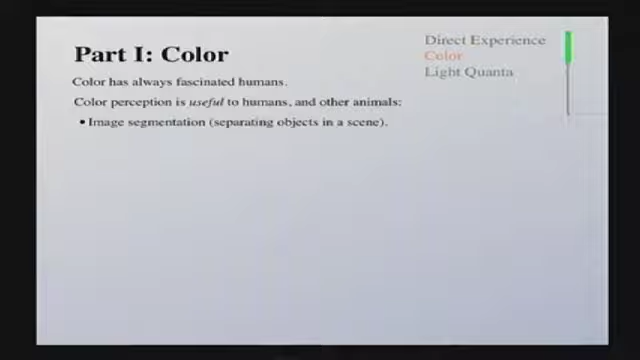 Part I: Color
Direct Experience
Color
Light Quanta
Color has always fascinated humans.
Color perception is useful to humans, and other animals:
• Image segmentation (separating objects in a scene).